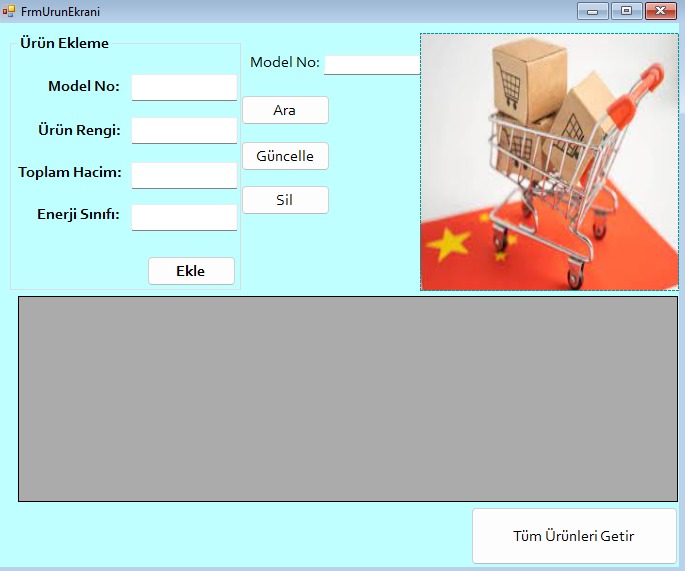 FrmUrunEkrani
Ürün Ekleme
Model No:
Ürün Rengi:
Toplam Hacim:
Enerji Sınıfı:
Ekle
Model No:
Ara
Güncelle
Sil
Tüm Ürünleri Getir